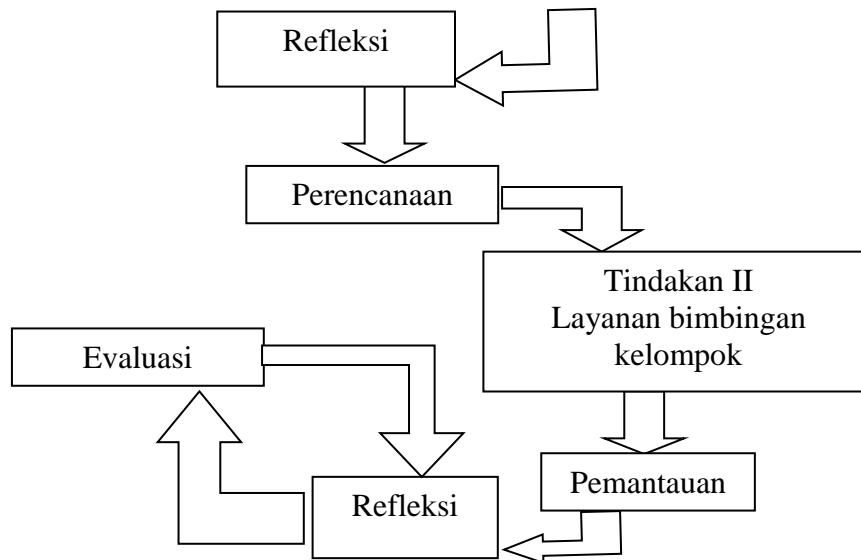 Refleksi
Perencanaan
Tindakan II
Layanan bimbingan
kelompok
Evaluasi
Pemantauan
Refleksi